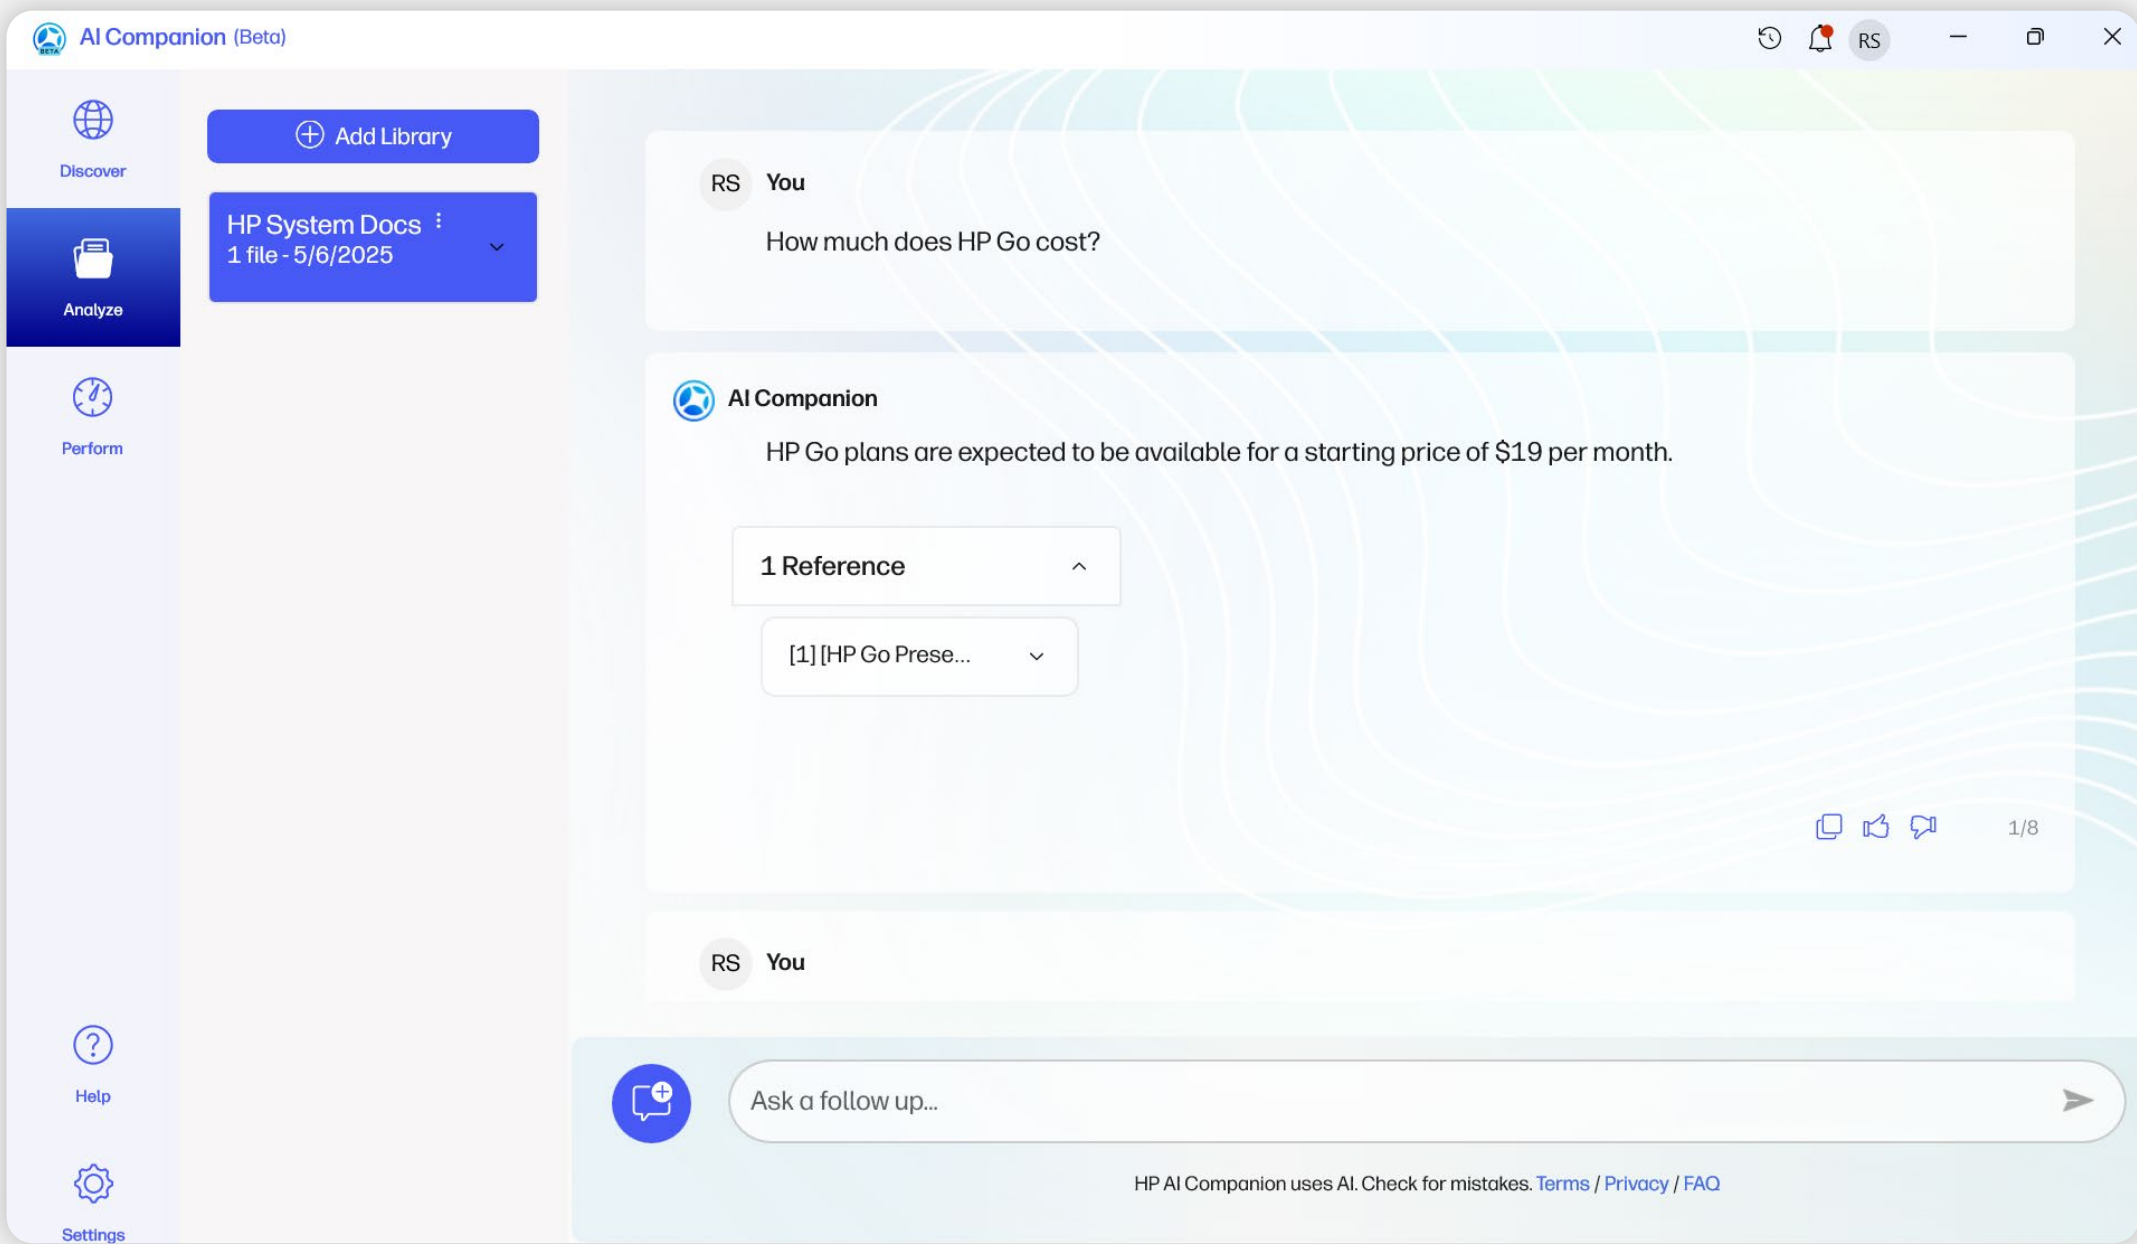 AI Companion (Beta)
BETA
RS
Discover
Analyze
Perform
Help
Settings
Add Library
HP System Docs
1 file - 5/6/2025
RS You
How much does HP Go cost?
AI Companion
HP Go plans are expected to be available for a starting price of $19 per month.
1 Reference
[1] [HP Go Prese...
1/8
RS You
Ask a follow up...
HP AI Companion uses AI. Check for mistakes. Terms / Privacy / FAQ